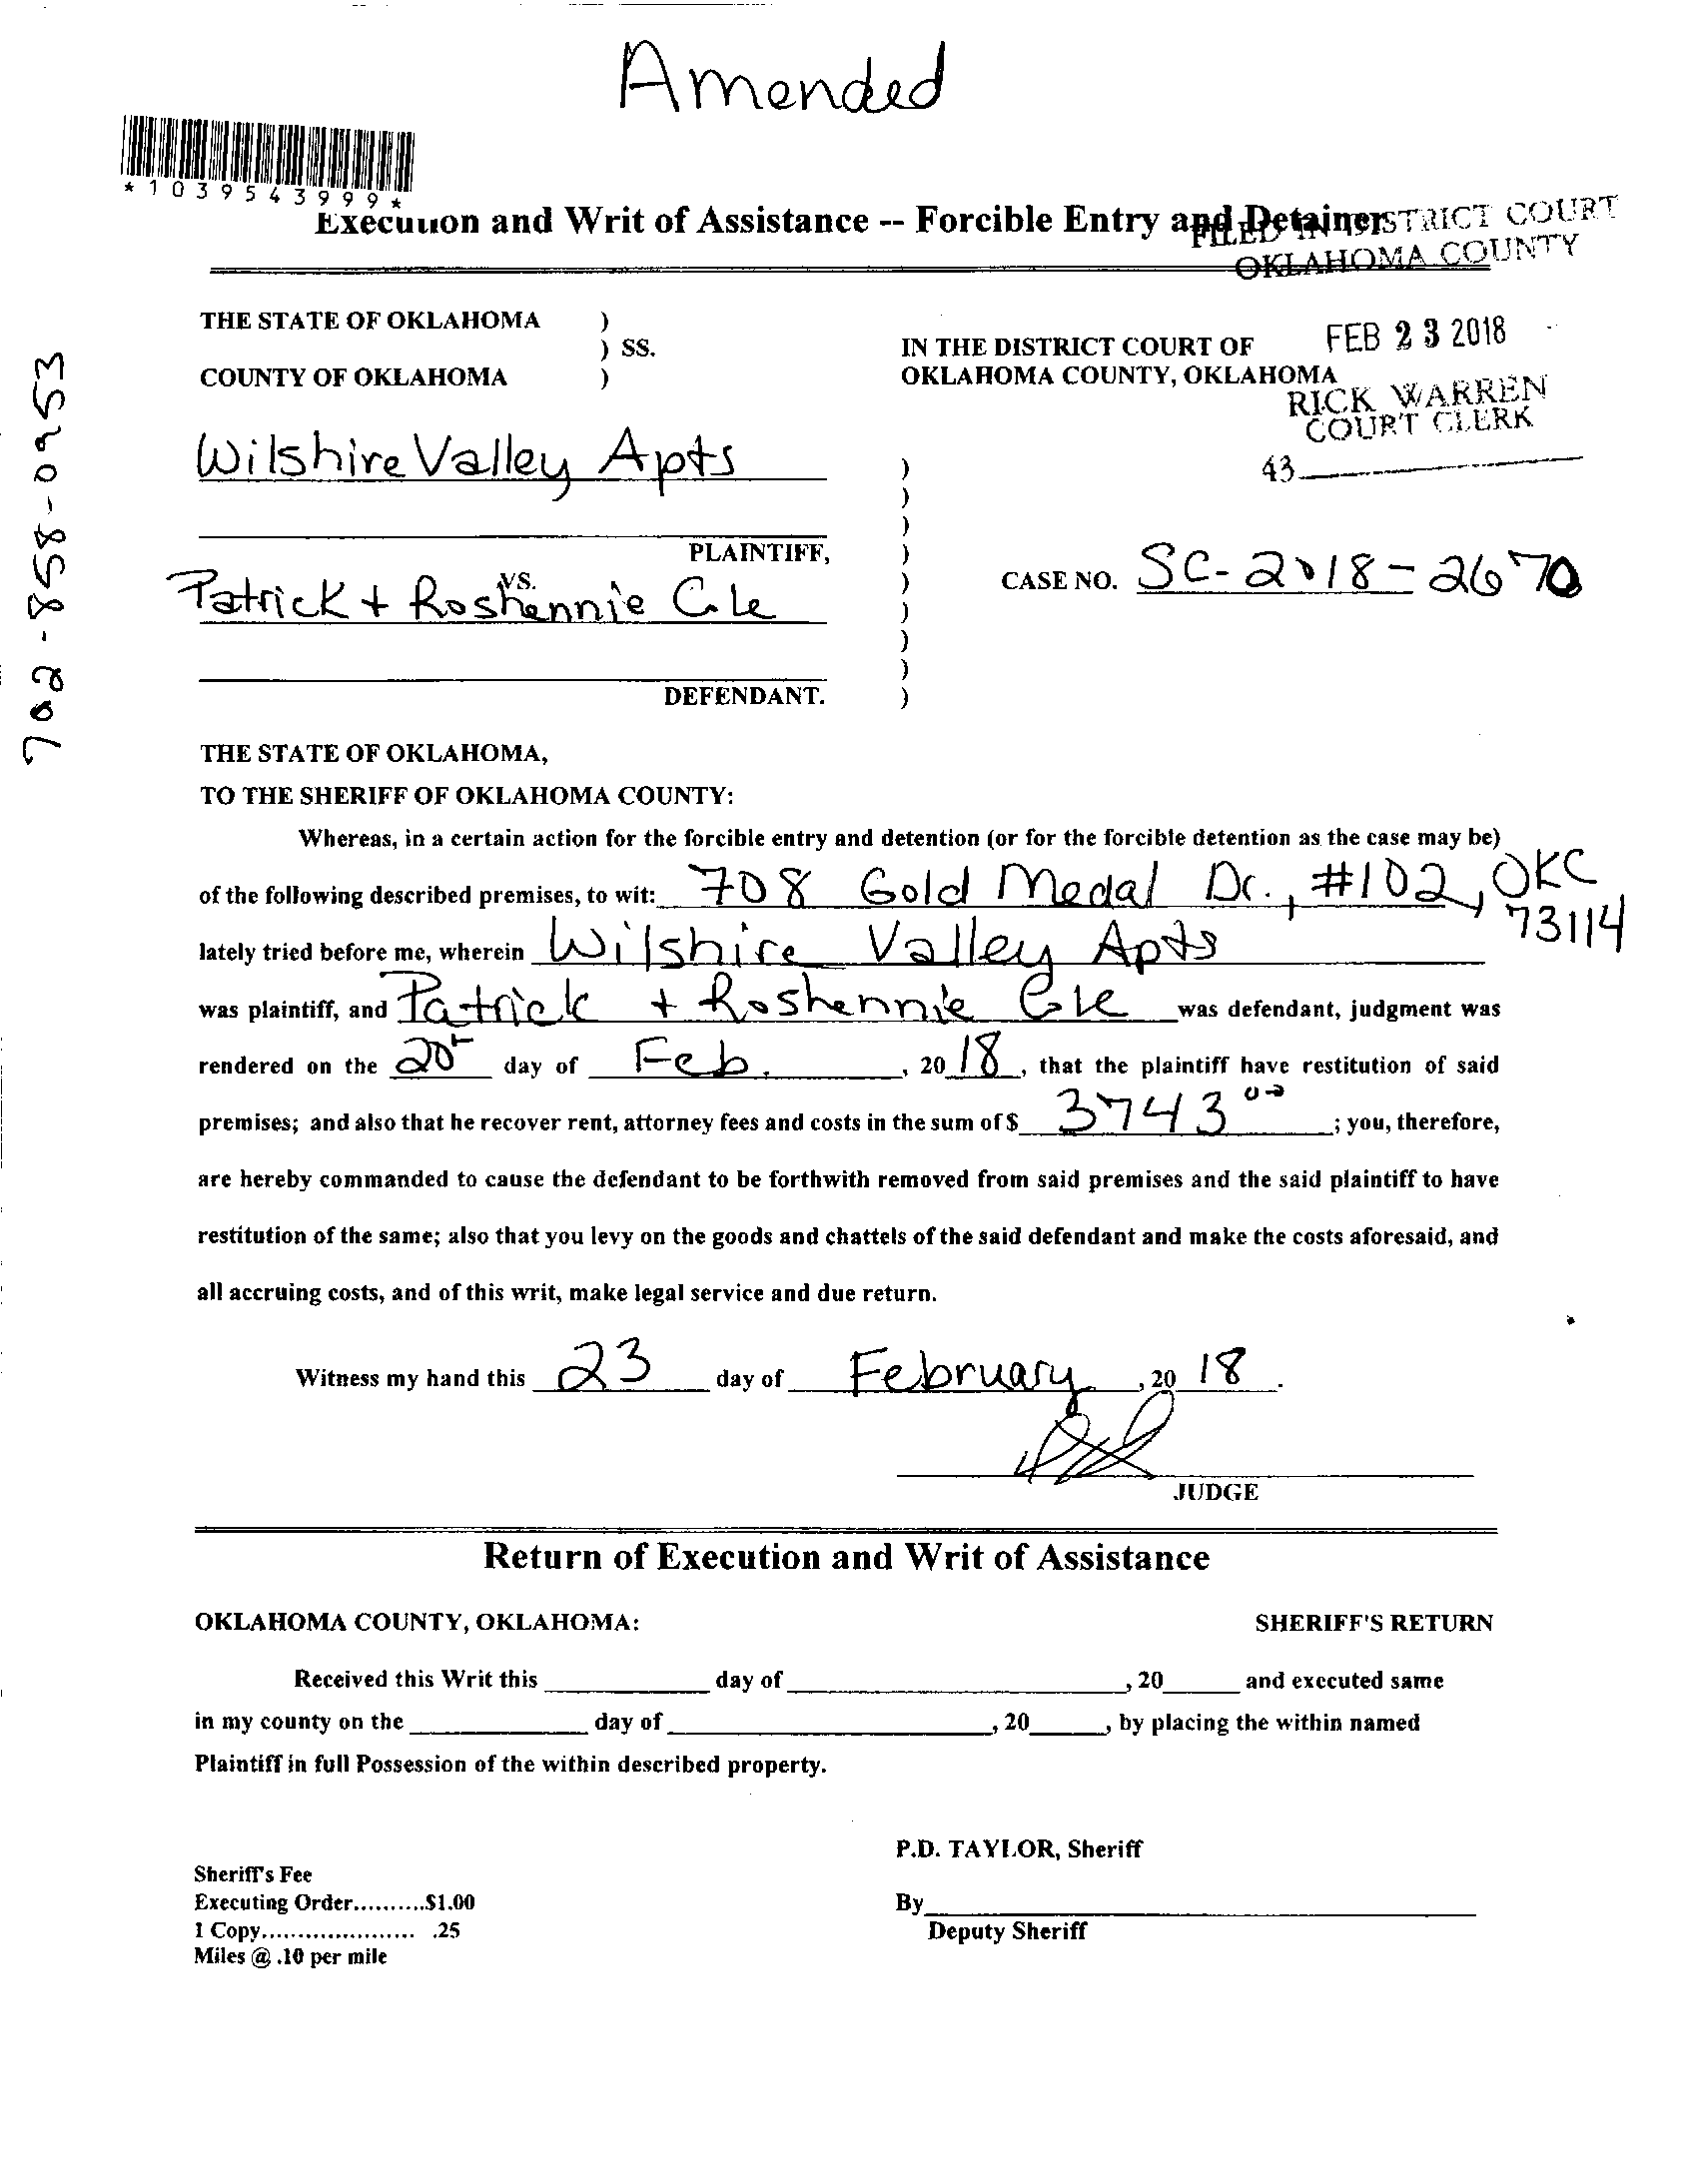 Amended
*1039543999*
Execution and Writ of Assistance -- Forcible Entry and Detainer
FILED IN DISTRICT COURT
OKLAHOMA COUNTY
THE STATE OF OKLAHOMA )
) SS.
COUNTY OF OKLAHOMA )
IN THE DISTRICT COURT OF
OKLAHOMA COUNTY, OKLAHOMA
FEB 23 2018
RICK WARREN
COURT CLERK
43
702-858-0953
Wilshire Valley Apts )
)
)
PLAINTIFF, )
VS. ) CASE NO. SC-2018-2670
Patrick + Roshennie Cole )
)
)
DEFENDANT. )
THE STATE OF OKLAHOMA,
TO THE SHERIFF OF OKLAHOMA COUNTY:
Whereas, in a certain action for the forcible entry and detention (or for the forcible detention as the case may be)
of the following described premises, to wit: 708 Gold Medal Dr., #102, OKC
73114
lately tried before me, wherein Wilshire Valley Apts
was plaintiff, and Patrick + Roshennie Cole was defendant, judgment was
rendered on the 20th day of Feb. , 20 18, that the plaintiff have restitution of said
premises; and also that he recover rent, attorney fees and costs in the sum of $ 3743 00 ; you, therefore,
are hereby commanded to cause the defendant to be forthwith removed from said premises and the said plaintiff to have
restitution of the same; also that you levy on the goods and chattels of the said defendant and make the costs aforesaid, and
all accruing costs, and of this writ, make legal service and due return.
Witness my hand this 23 day of February , 20 18 .
JUDGE
Return of Execution and Writ of Assistance
OKLAHOMA COUNTY, OKLAHOMA: SHERIFF'S RETURN
Received this Writ this ____ day of ____, 20____ and executed same
in my county on the ____ day of ____, 20____, by placing the within named
Plaintiff in full Possession of the within described property.
P.D. TAYLOR, Sheriff
Sheriff's Fee
Executing Order..........$1.00
1 Copy..................... .25
Miles @ .10 per mile
By____
Deputy Sheriff